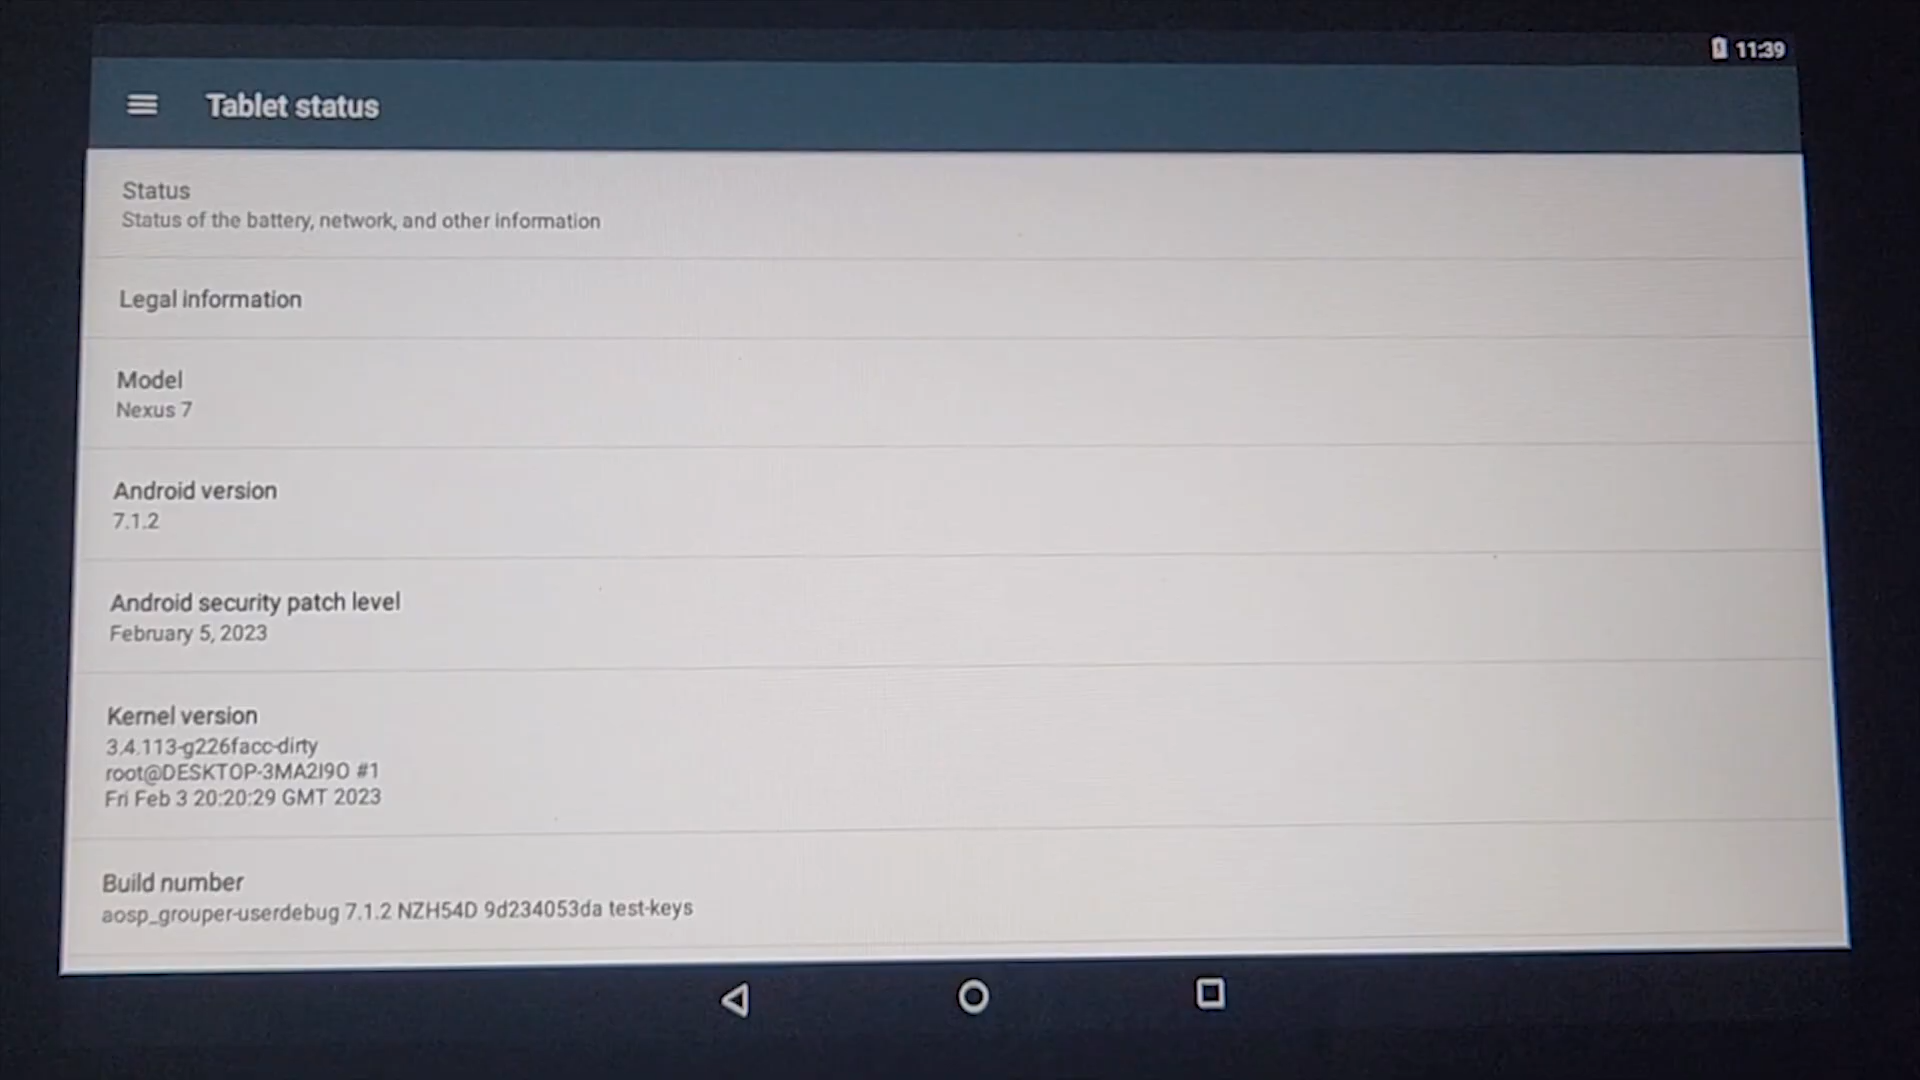 11:39
Tablet status
Status
Status of the battery, network, and other information
Legal information
Model
Nexus 7
Android version
7.1.2
Android security patch level
February 5, 2023
Kernel version
3.4.113-g226facc-dirty
root@DESKTOP-3MA2I9O #1
Fri Feb 3 20:20:29 GMT 2023
Build number
aosp_grouper-userdebug 7.1.2 NZH54D 9d234053da test-keys